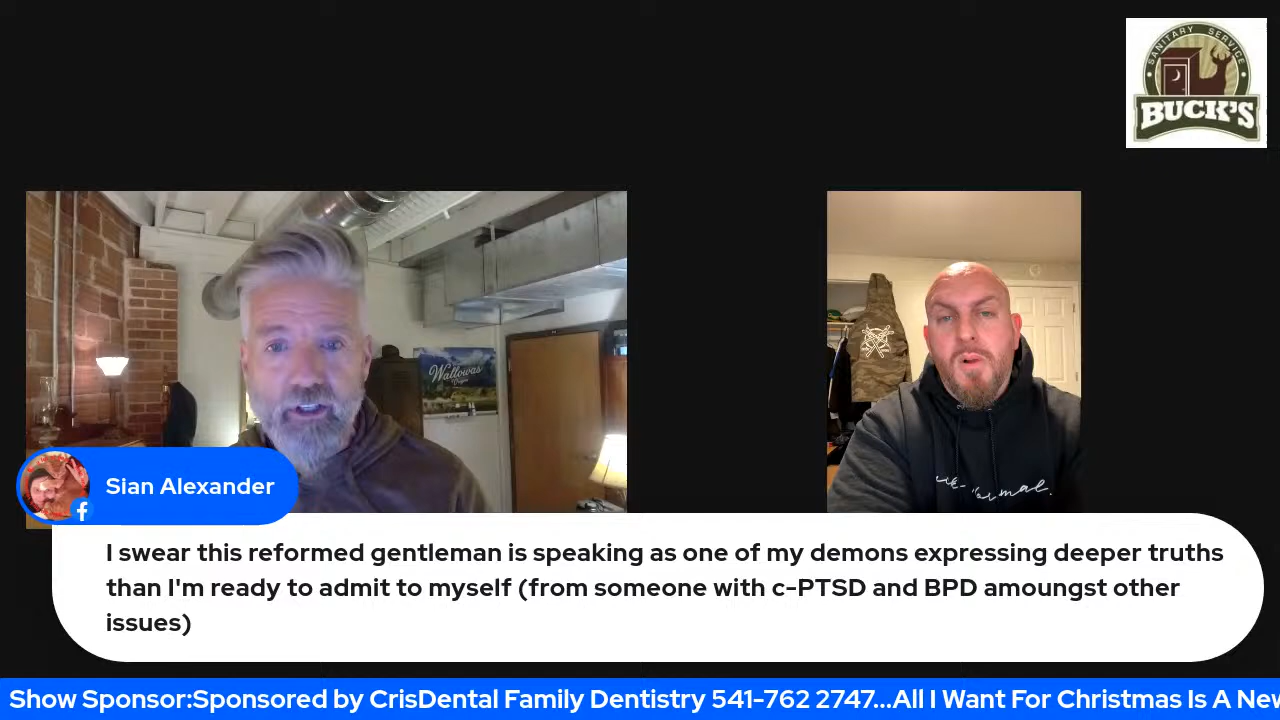 SANITARY SERVICE
BUCK'S
Wallowas
Sian Alexander
I swear this reformed gentleman is speaking as one of my demons expressing deeper truths
than I'm ready to admit to myself (from someone with c-PTSD and BPD amoungst other
issues)
Show Sponsor:Sponsored by CrisDental Family Dentistry 541-762 2747...All I Want For Christmas Is A New